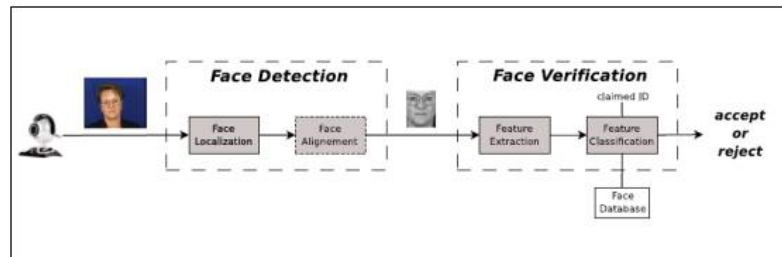 Face Detection
Face Verification
claimed ID
Face
Localization
Face
Alignement
Feature
Extraction
Feature
Classification
accept
or
reject
Face
Database